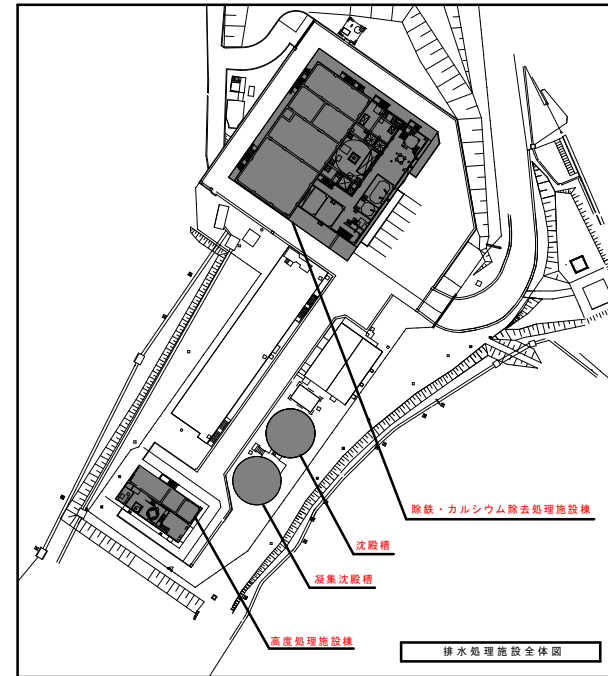 除鉄・カルシウム除去処理施設棟
沈殿槽
凝集沈殿槽
高度処理施設棟
排水処理施設全体図